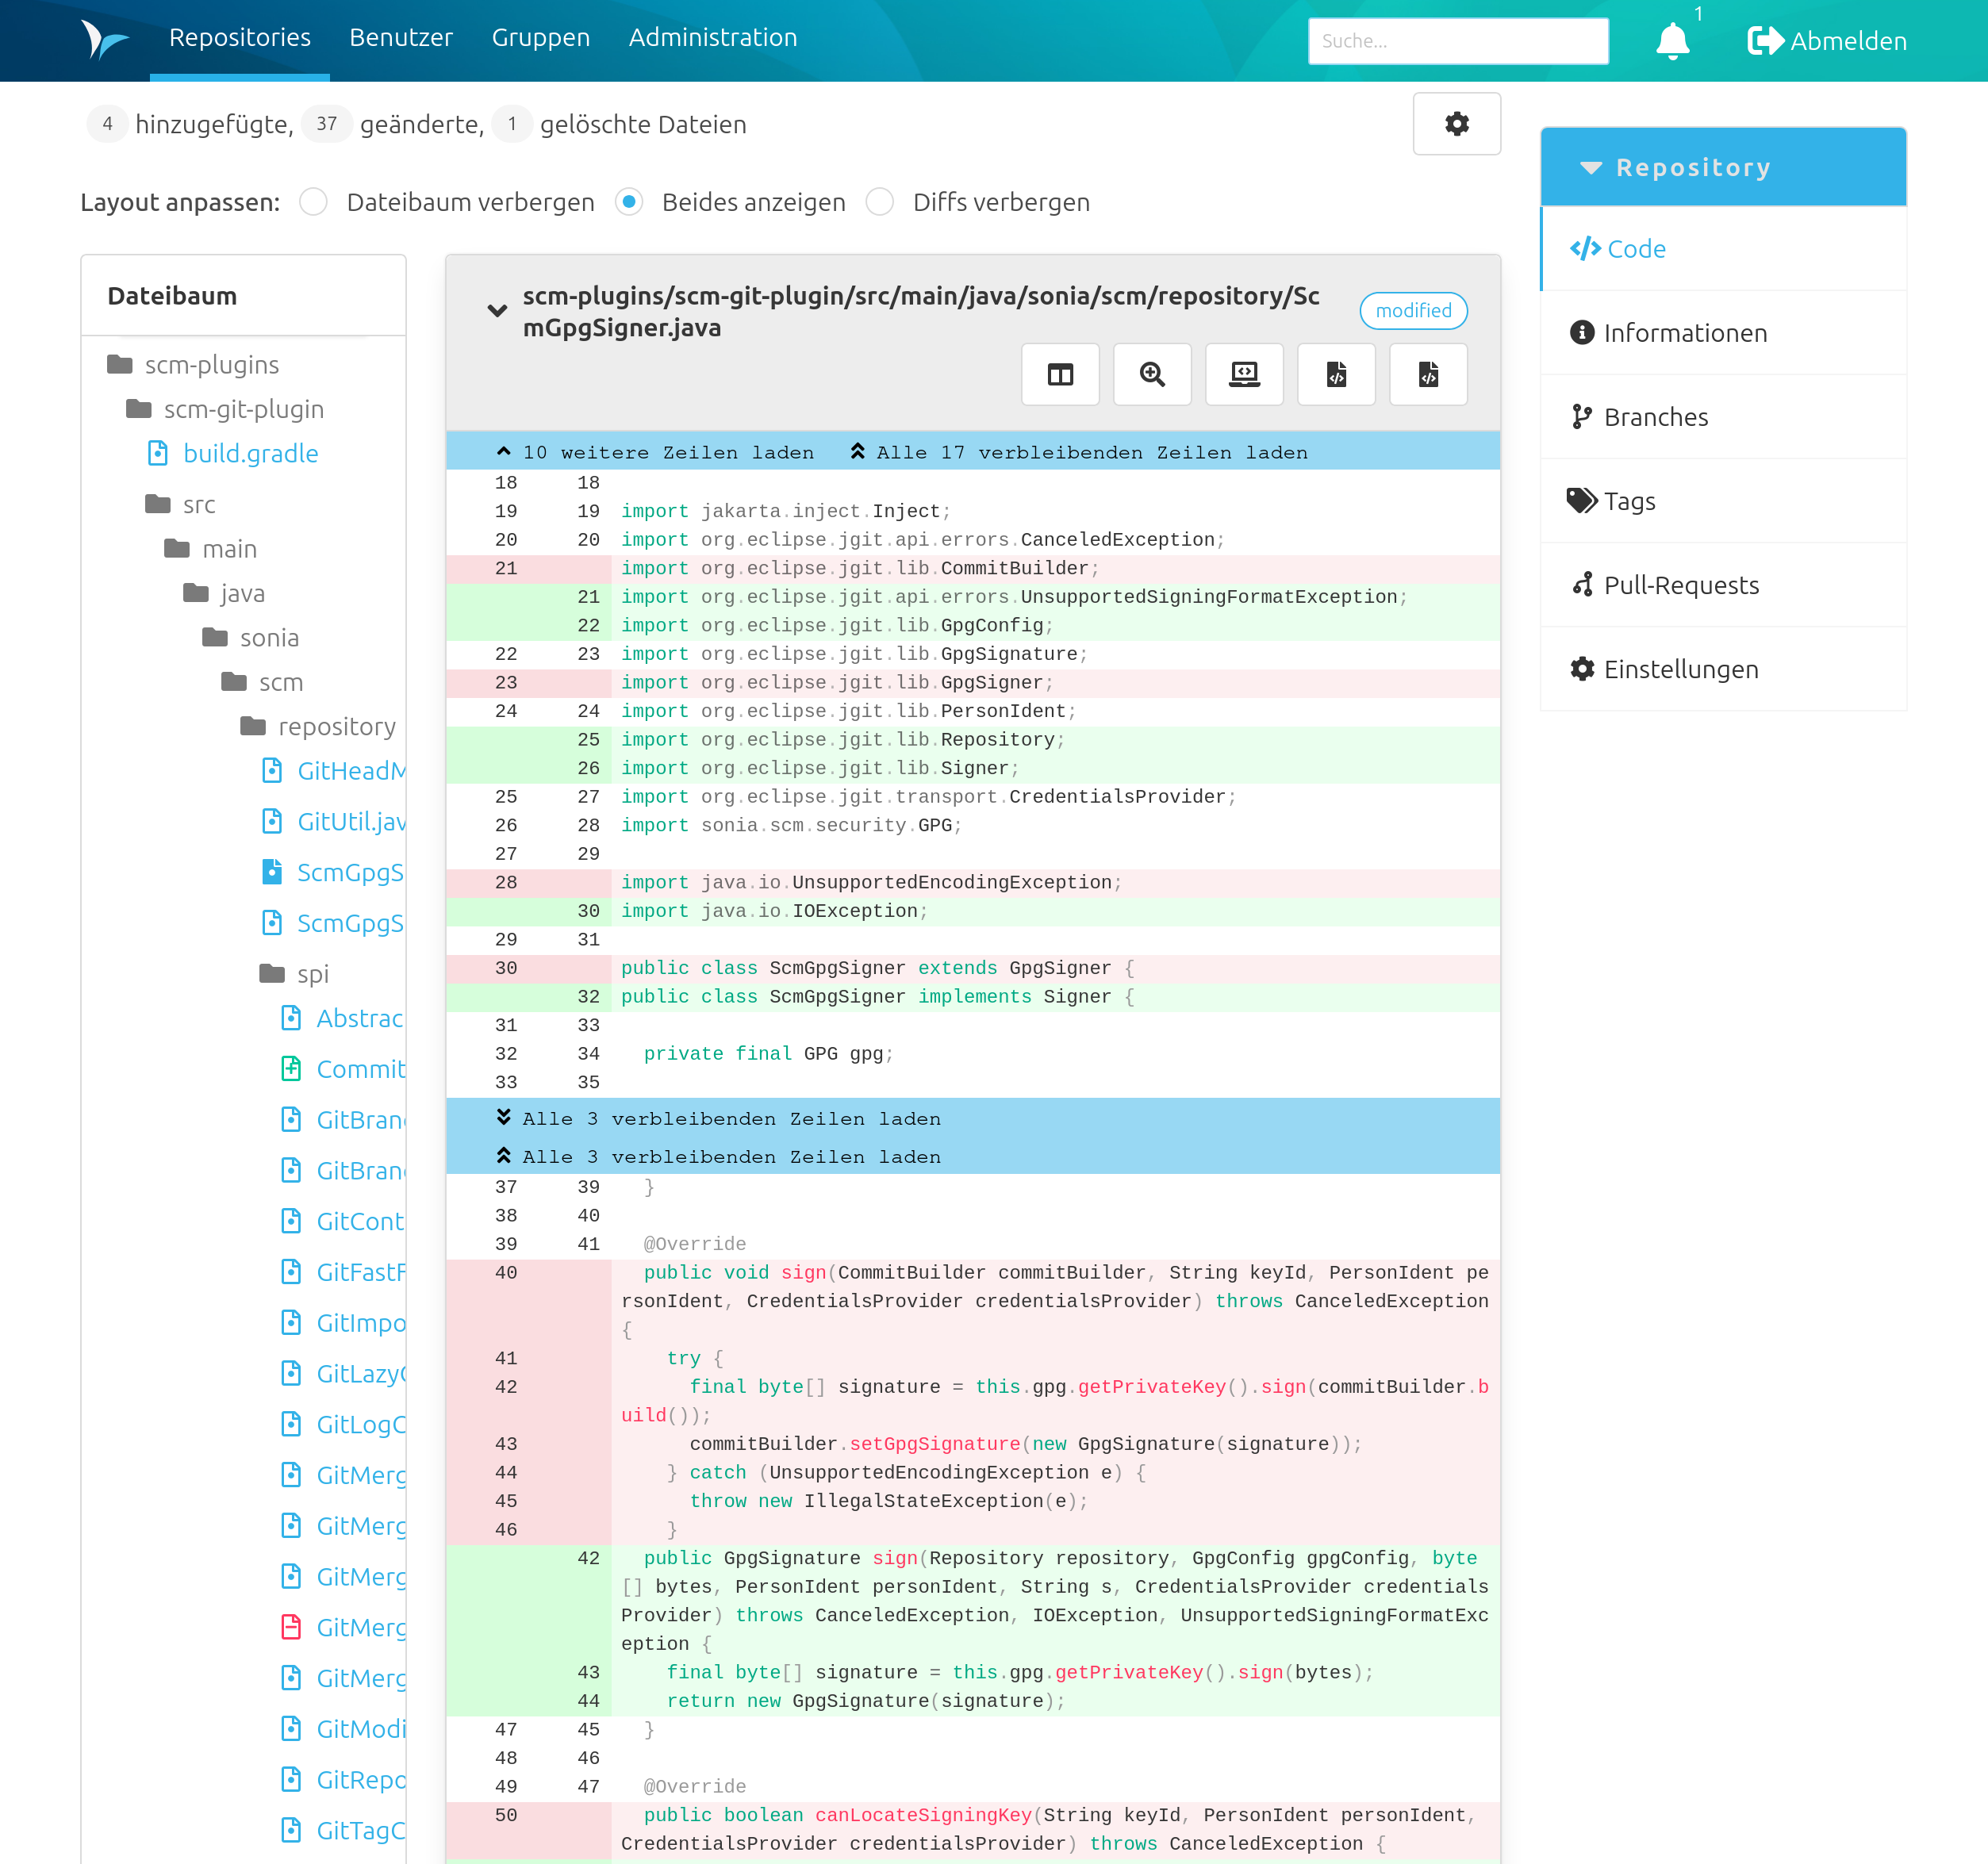 Repositories Benutzer Gruppen Administration Suche... 1 Abmelden
4 hinzugefügte, 37 geänderte, 1 gelöschte Dateien
Layout anpassen: Dateibaum verbergen Beides anzeigen Diffs verbergen
Dateibaum
scm-plugins
scm-git-plugin
build.gradle
src
main
java
sonia
scm
repository
GitHeadM
GitUtil.jav
ScmGpgS
ScmGpgS
spi
Abstrac
Commit
GitBranc
GitBranc
GitCont
GitFastF
GitImpo
GitLazyC
GitLogC
GitMerg
GitMerg
GitMerg
GitMerg
GitMerg
GitModi
GitRepo
GitTagC
scm-plugins/scm-git-plugin/src/main/java/sonia/scm/repository/Sc
mGpgSigner.java
modified
10 weitere Zeilen laden Alle 17 verbleibenden Zeilen laden
18 18
19 19 import jakarta.inject.Inject;
20 20 import org.eclipse.jgit.api.errors.CanceledException;
21 import org.eclipse.jgit.lib.CommitBuilder;
21 import org.eclipse.jgit.api.errors.UnsupportedSigningFormatException;
22 import org.eclipse.jgit.lib.GpgConfig;
22 23 import org.eclipse.jgit.lib.GpgSignature;
23 import org.eclipse.jgit.lib.GpgSigner;
24 24 import org.eclipse.jgit.lib.PersonIdent;
25 import org.eclipse.jgit.lib.Repository;
26 import org.eclipse.jgit.lib.Signer;
25 27 import org.eclipse.jgit.transport.CredentialsProvider;
26 28 import sonia.scm.security.GPG;
27 29
28 import java.io.UnsupportedEncodingException;
30 import java.io.IOException;
29 31
30 public class ScmGpgSigner extends GpgSigner {
32 public class ScmGpgSigner implements Signer {
31 33
32 34 private final GPG gpg;
33 35
Alle 3 verbleibenden Zeilen laden
Alle 3 verbleibenden Zeilen laden
37 39 }
38 40
39 41 @Override
40 public void sign(CommitBuilder commitBuilder, String keyId, PersonIdent pe
rsonIdent, CredentialsProvider credentialsProvider) throws CanceledException
{
41 try {
42 final byte[] signature = this.gpg.getPrivateKey().sign(commitBuilder.b
uild());
43 commitBuilder.setGpgSignature(new GpgSignature(signature));
44 } catch (UnsupportedEncodingException e) {
45 throw new IllegalStateException(e);
46 }
42 public GpgSignature sign(Repository repository, GpgConfig gpgConfig, byte
[] bytes, PersonIdent personIdent, String s, CredentialsProvider credentials
Provider) throws CanceledException, IOException, UnsupportedSigningFormatExc
eption {
43 final byte[] signature = this.gpg.getPrivateKey().sign(bytes);
44 return new GpgSignature(signature);
47 45 }
48 46
49 47 @Override
50 public boolean canLocateSigningKey(String keyId, PersonIdent personIdent,
CredentialsProvider credentialsProvider) throws CanceledException {
Repository
Code
Informationen
Branches
Tags
Pull-Requests
Einstellungen